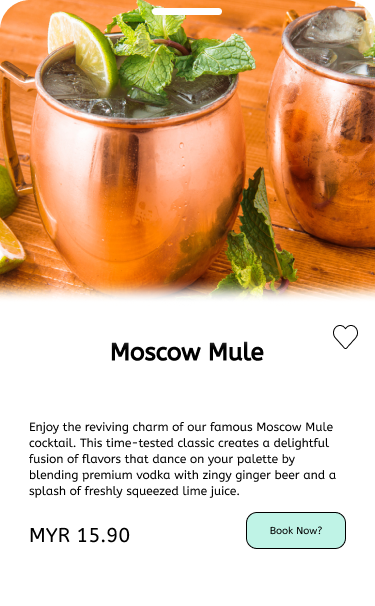 Moscow Mule
Enjoy the reviving charm of our famous Moscow Mule
cocktail. This time-tested classic creates a delightful
fusion of flavors that dance on your palette by
blending premium vodka with zingy ginger beer and a
splash of freshly squeezed lime juice.
MYR 15.90
Book Now?